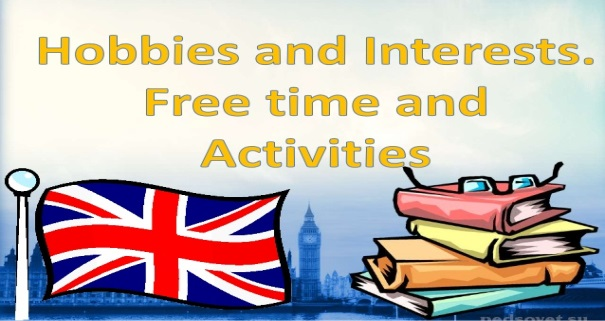 Hobbies and Interests.
Free time and
Activities
pedsovet.su